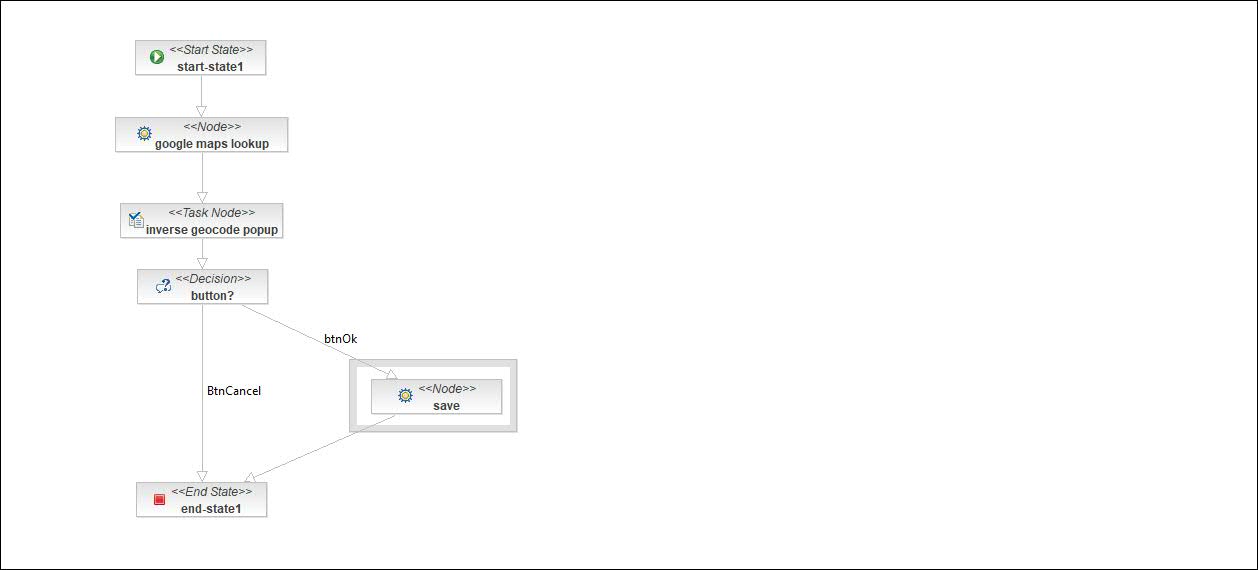 <<Start State>>
start-state1
<<Node>>
google maps lookup
<<Task Node>>
inverse geocode popup
<<Decision>>
button?
btnOk
BtnCancel
<<Node>>
save
<<End State>>
end-state1